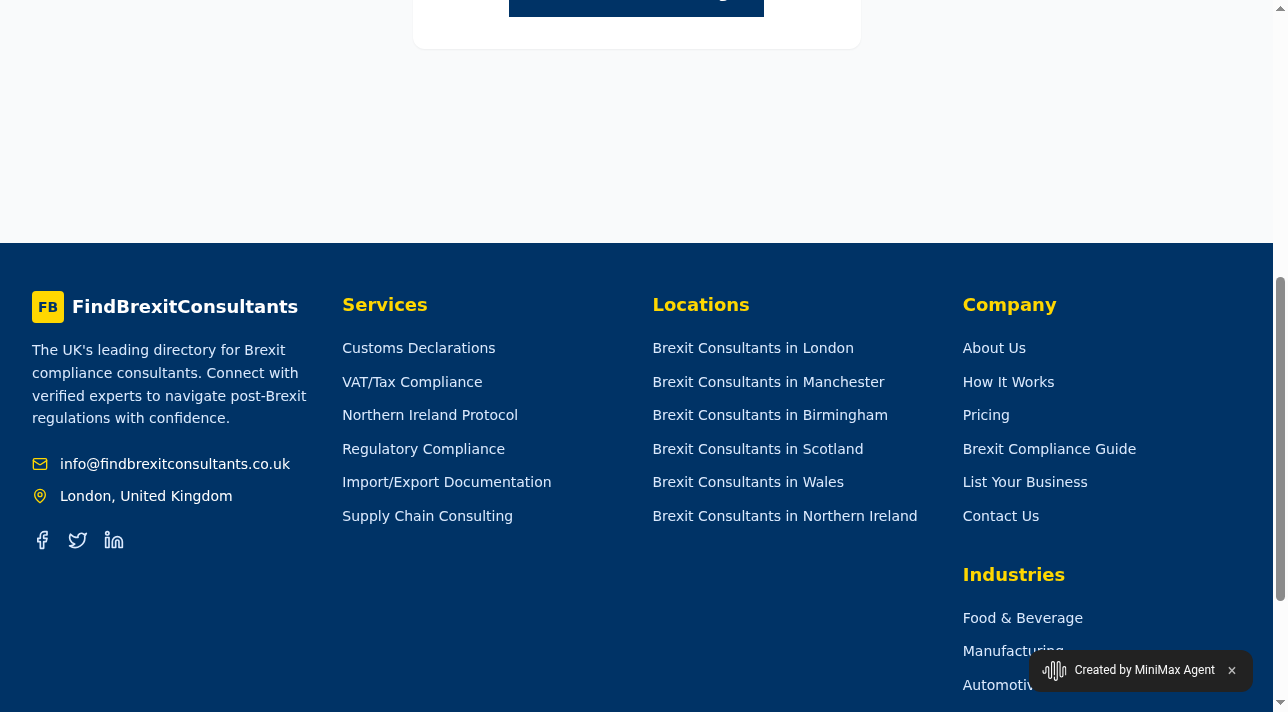 FB FindBrexitConsultants
The UK's leading directory for Brexit
compliance consultants. Connect with
verified experts to navigate post-Brexit
regulations with confidence.
info@findbrexitconsultants.co.uk
London, United Kingdom
Services
Customs Declarations
VAT/Tax Compliance
Northern Ireland Protocol
Regulatory Compliance
Import/Export Documentation
Supply Chain Consulting
Locations
Brexit Consultants in London
Brexit Consultants in Manchester
Brexit Consultants in Birmingham
Brexit Consultants in Scotland
Brexit Consultants in Wales
Brexit Consultants in Northern Ireland
Company
About Us
How It Works
Pricing
Brexit Compliance Guide
List Your Business
Contact Us
Industries
Food & Beverage
Manufacturing
Created by MiniMax Agent ×